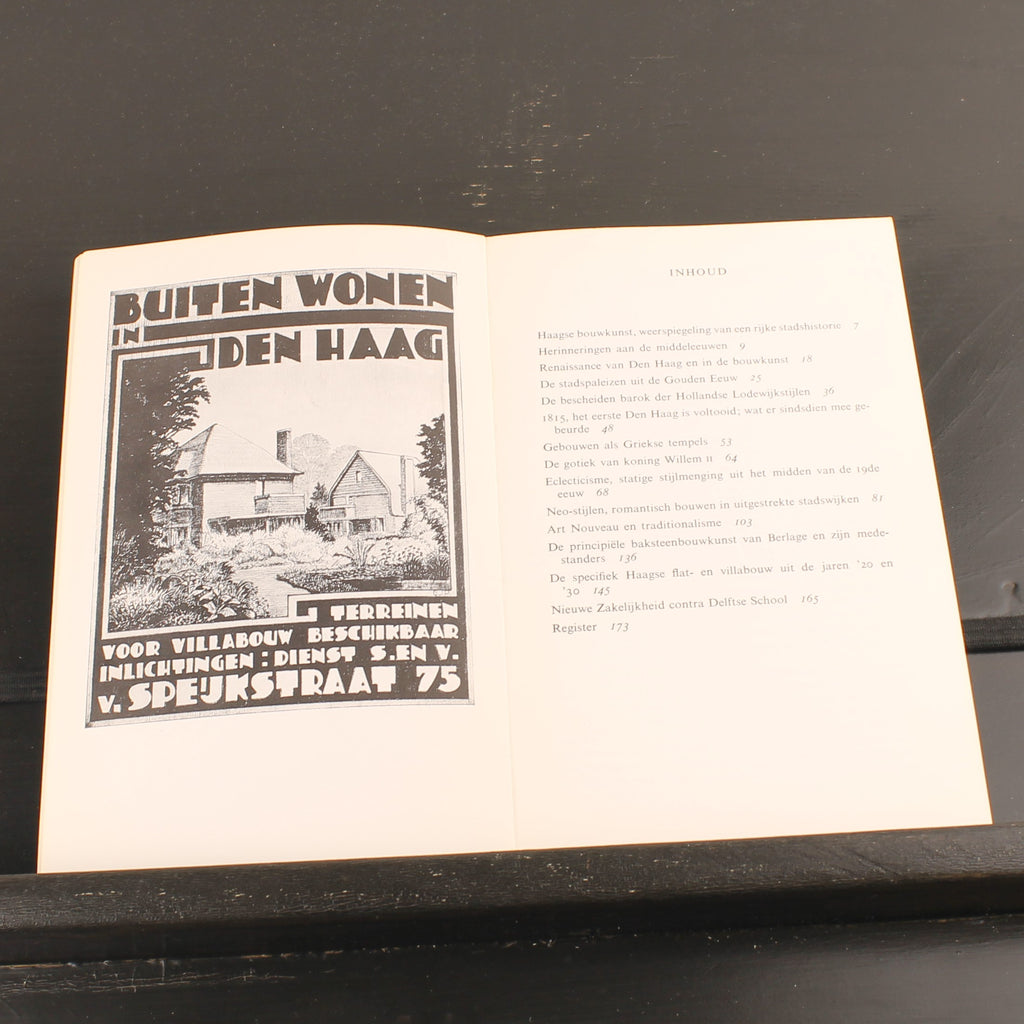 BUITEN WONEN
IN
DEN HAAG
TERREINEN
VOOR VILLABOUW BESCHIKBAAR
INLICHTINGEN: DIENST S. EN V.
V. SPEIJKSTRAAT 75
INHOUD
Haagse bouwkunst, weerspiegeling van een rijke stadshistorie 7
Herinneringen aan de middeleeuwen 9
Renaissance van Den Haag en in de bouwkunst 18
De stadspaleizen uit de Gouden Eeuw 25
De bescheiden barok der Hollandse Lodewijkstijlen 36
1815, het eerste Den Haag is voltooid; wat er sindsdien mee ge-
beurde 48
Gebouwen als Griekse tempels 53
De gotiek van koning Willem II 64
Eclecticisme, statige stijlmenging uit het midden van de 19de
eeuw 68
Neo-stijlen, romantisch bouwen in uitgestrekte stadswijken 81
Art Nouveau en traditionalisme 103
De principiële baksteenbouwkunst van Berlage en zijn mede-
standers 136
De specifiek Haagse flat- en villabouw uit de jaren '20 en
'30 145
Nieuwe Zakelijkheid contra Delftse School 165
Register 173